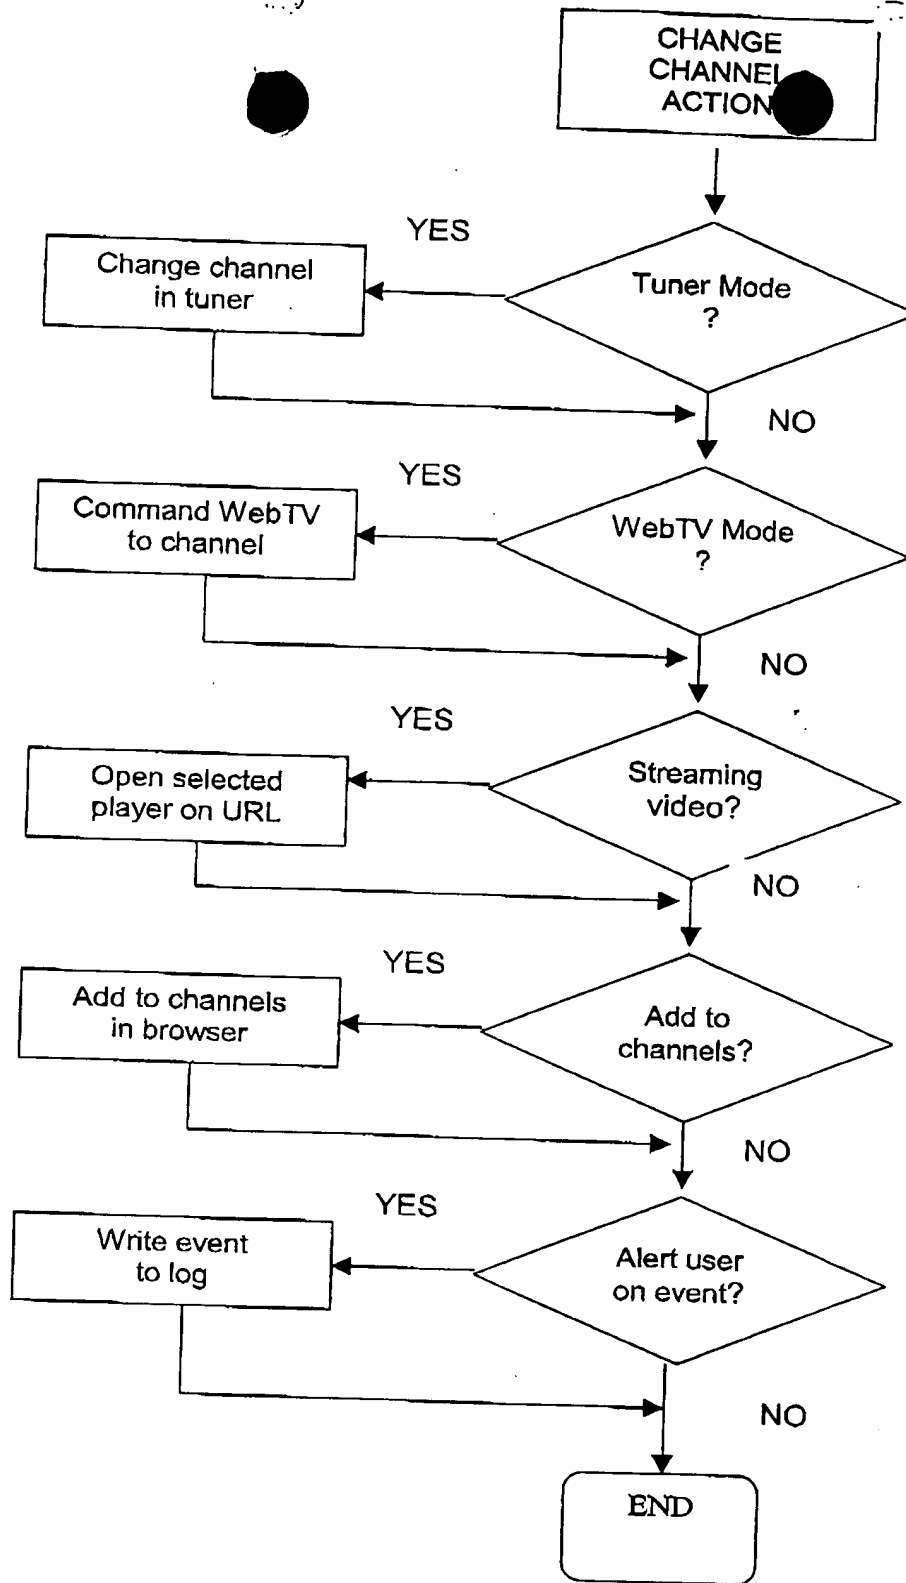 CHANGE
CHANNEL
ACTION
YES
Change channel
in tuner
Tuner Mode
?
NO
YES
Command WebTV
to channel
WebTV Mode
?
NO
YES
Open selected
player on URL
Streaming
video?
NO
YES
Add to channels
in browser
Add to
channels?
NO
YES
Write event
to log
Alert user
on event?
NO
END